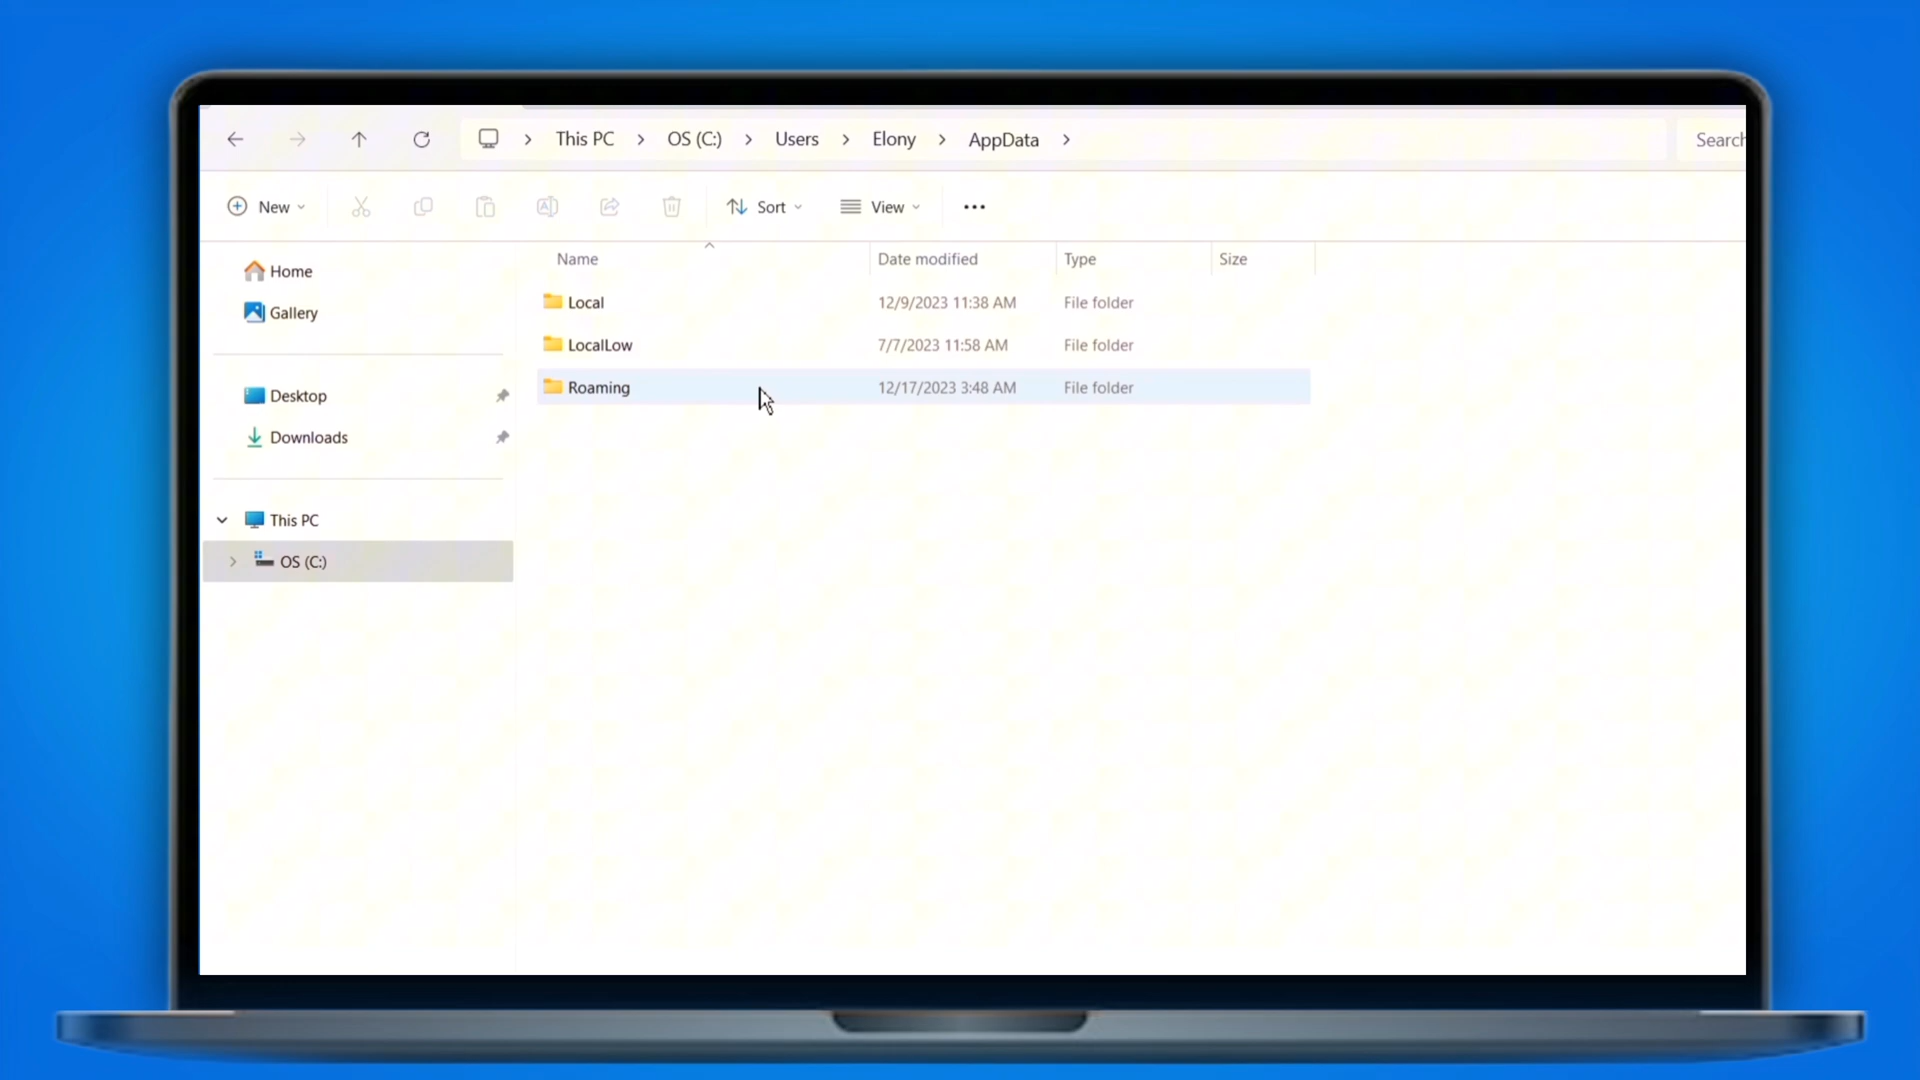 This PC > OS (C:) > Users > Elony > AppData >
Search
New
Sort
View
Name Date modified Type Size
Home
Gallery
Desktop
Downloads
This PC
OS (C:)
Local 12/9/2023 11:38 AM File folder
LocalLow 7/7/2023 11:58 AM File folder
Roaming 12/17/2023 3:48 AM File folder